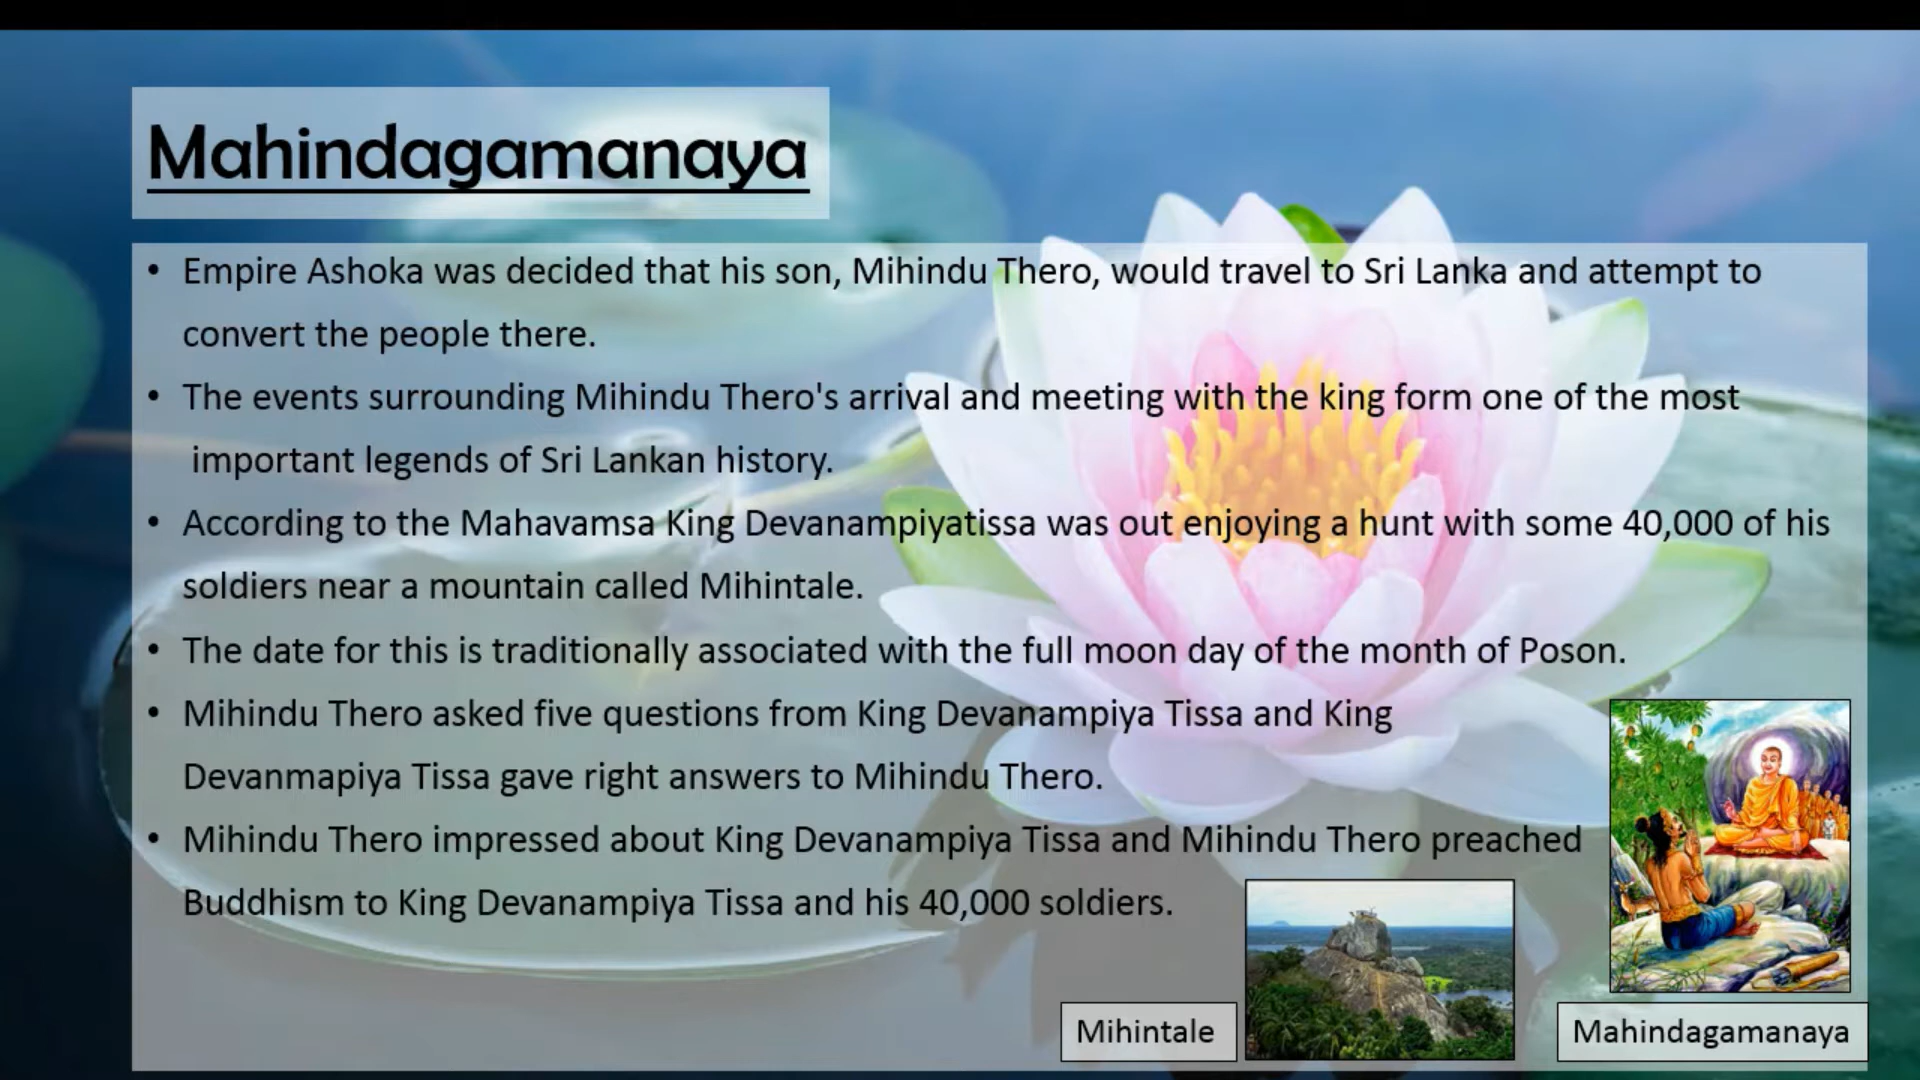 Mahindagamanaya
• Empire Ashoka was decided that his son, Mihindu Thero, would travel to Sri Lanka and attempt to
convert the people there.
• The events surrounding Mihindu Thero's arrival and meeting with the king form one of the most
important legends of Sri Lankan history.
• According to the Mahavamsa King Devanampiyatissa was out enjoying a hunt with some 40,000 of his
soldiers near a mountain called Mihintale.
• The date for this is traditionally associated with the full moon day of the month of Poson.
• Mihindu Thero asked five questions from King Devanampiya Tissa and King
Devanmapiya Tissa gave right answers to Mihindu Thero.
• Mihindu Thero impressed about King Devanampiya Tissa and Mihindu Thero preached
Buddhism to King Devanampiya Tissa and his 40,000 soldiers.
Mihintale
Mahindagamanaya